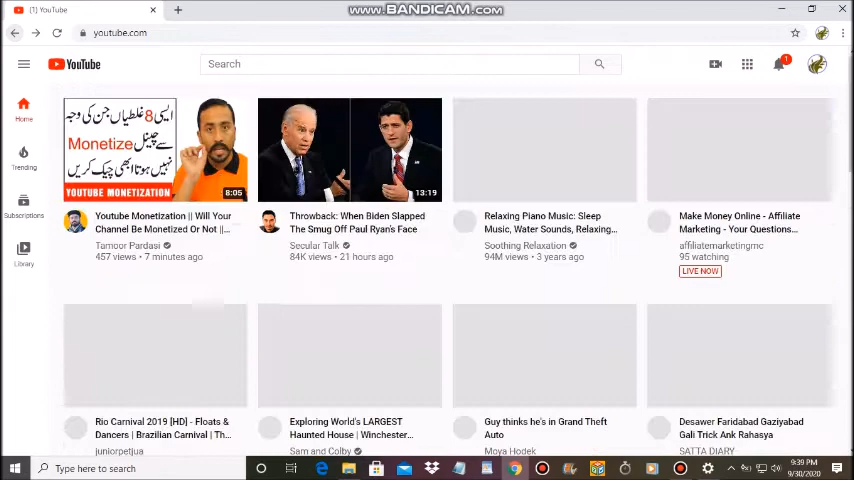 www.BANDICAM.com
(1) YouTube
youtube.com
YouTube
Search
1
Home
Trending
Subscriptions
Library
ایسی 8 غلطیاں جن کی وجہ
سے چینل Monetize
نہیں ہوتا ابھی چیک کریں
YOUTUBE MONETIZATION
8:05
13:19
Youtube Monetization || Will Your
Channel Be Monetized Or Not ||...
Tamoor Pardasi
457 views • 7 minutes ago
Throwback: When Biden Slapped
The Smug Off Paul Ryan's Face
Secular Talk
84K views • 21 hours ago
Relaxing Piano Music: Sleep
Music, Water Sounds, Relaxing...
Soothing Relaxation
94M views • 3 years ago
Make Money Online - Affiliate
Marketing - Your Questions...
affiliatemarketingmc
95 watching
LIVE NOW
Rio Carnival 2019 [HD] - Floats &
Dancers | Brazilian Carnival | Th...
juniorpetjua
Exploring World's LARGEST
Haunted House | Winchester...
Sam and Colby
Guy thinks he's in Grand Theft
Auto
Moya Hodek
Desawer Faridabad Gaziyabad
Gali Trick Ank Rahasya
SATTA DIARY
Type here to search
9:39 PM
9/30/2020